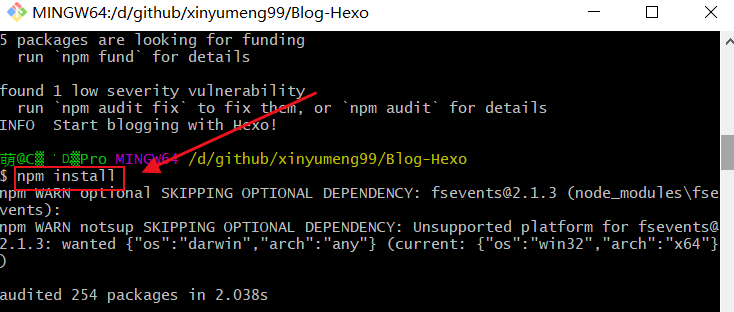 MINGW64:/d/github/xinyumeng99/Blog-Hexo
5 packages are looking for funding
run `npm fund` for details
found 1 low severity vulnerability
run `npm audit fix` to fix them, or `npm audit` for details
INFO  Start blogging with Hexo!
Pro MINGW64 /d/github/xinyumeng99/Blog-Hexo
$ npm install
npm WARN optional SKIPPING OPTIONAL DEPENDENCY: fsevents@2.1.3 (node_modules\fse
vents):
npm WARN notsup SKIPPING OPTIONAL DEPENDENCY: Unsupported platform for fsevents@
2.1.3: wanted {"os":"darwin","arch":"any"} (current: {"os":"win32","arch":"x64"}
)
audited 254 packages in 2.038s